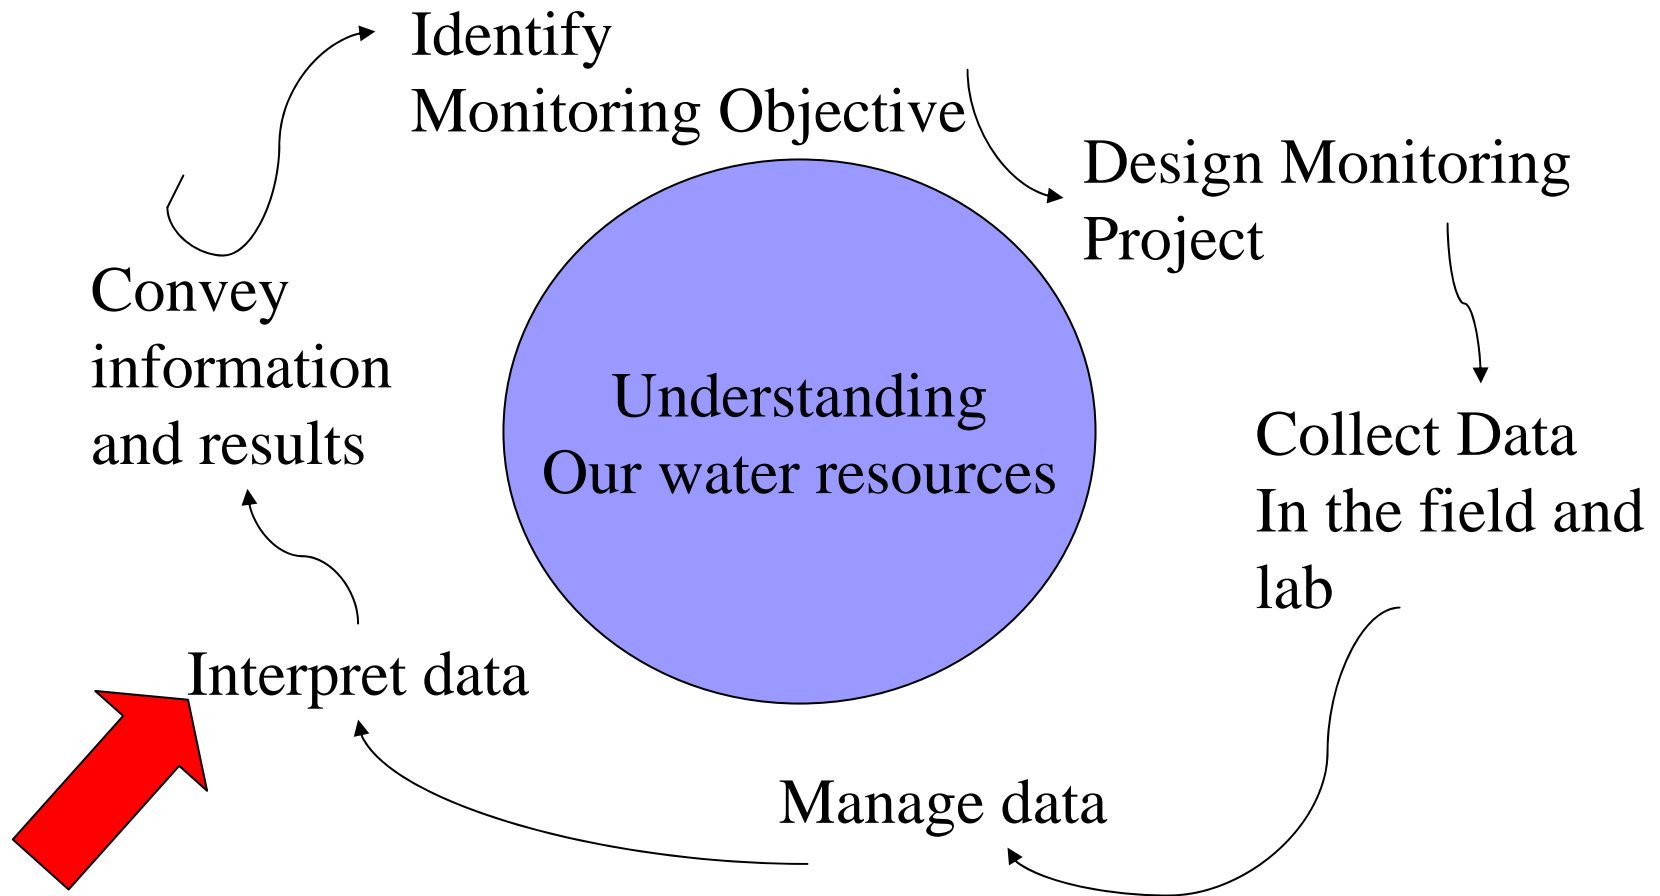 Identify
Monitoring Objective
Design Monitoring
Project
Collect Data
In the field and
lab
Manage data
Interpret data
Convey
information
and results
Understanding
Our water resources